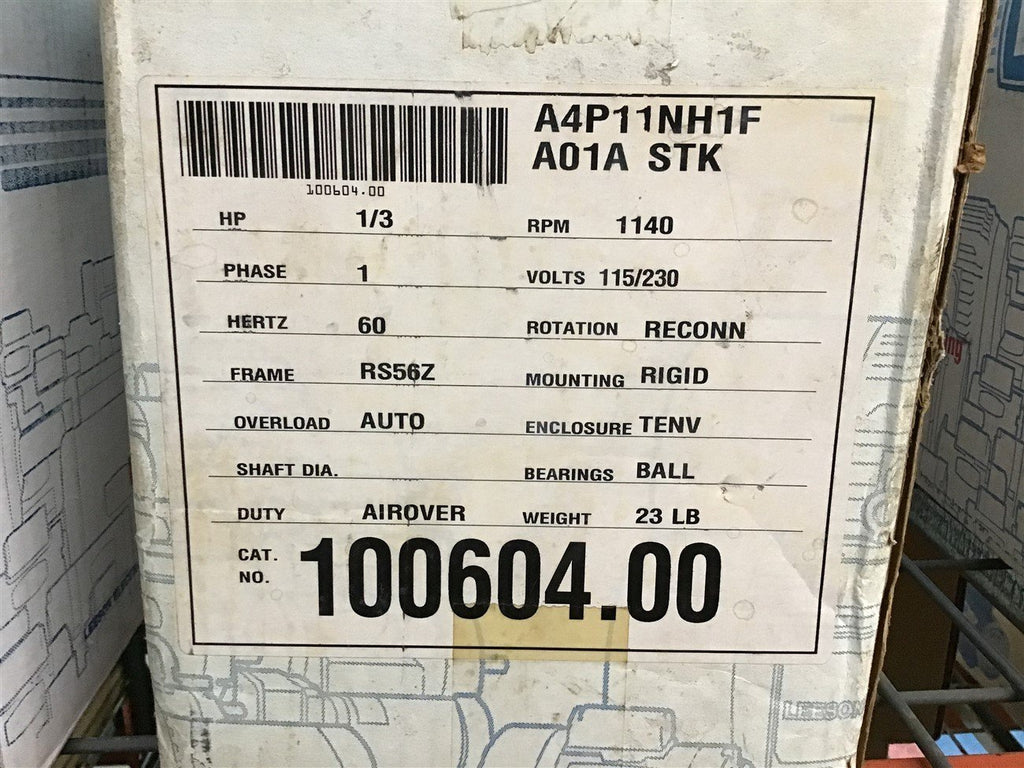 A4P11NH1F
A01A STK
100604.00
HP 1/3 RPM 1140
PHASE 1 VOLTS 115/230
HERTZ 60 ROTATION RECONN
FRAME RS56Z MOUNTING RIGID
OVERLOAD AUTO ENCLOSURE TENV
SHAFT DIA. BEARINGS BALL
DUTY AIROVER WEIGHT 23 LB
CAT.
NO. 100604.00
LEESON